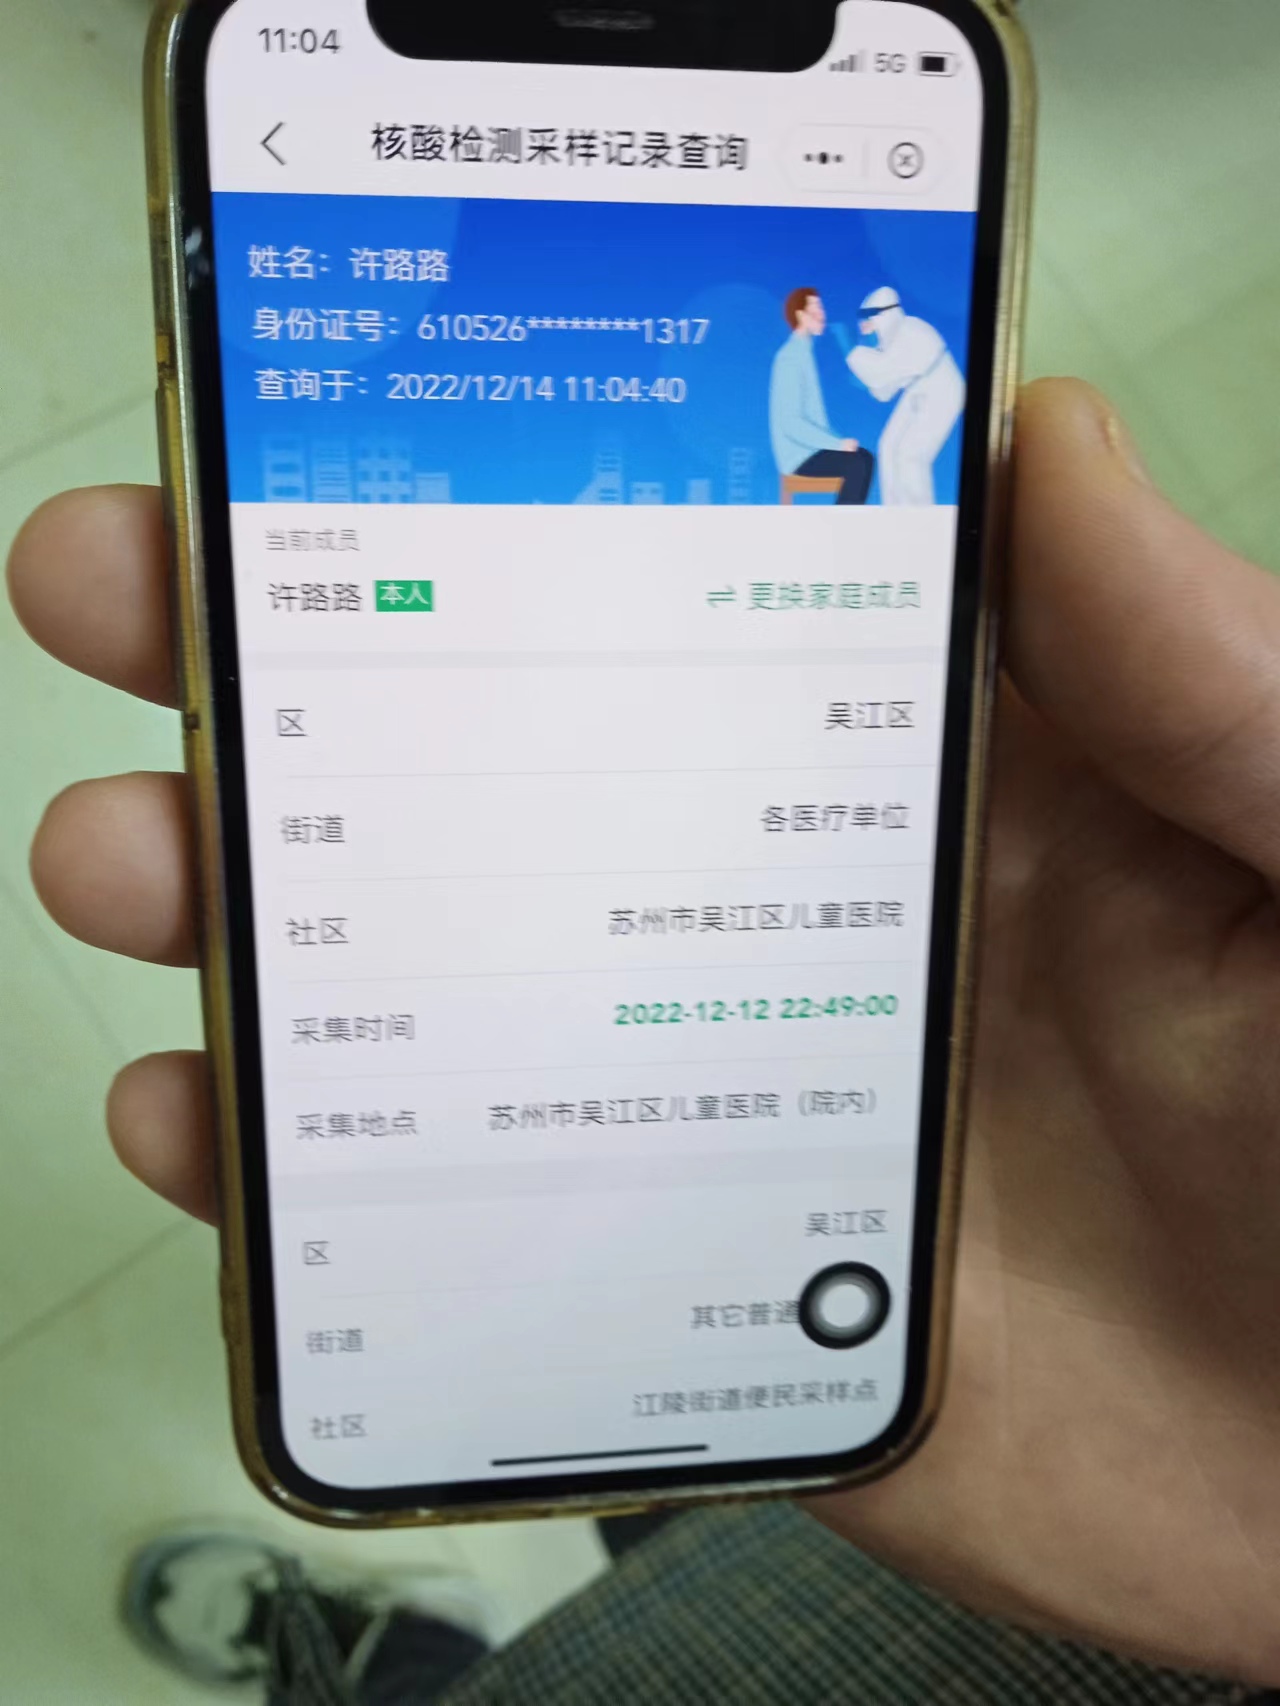 11:04
5G
核酸检测采样记录查询
姓名：许路路
身份证号：610526********1317
查询于：2022/12/14 11:04:40
当前成员
许路路 本人 更换家庭成员
区 吴江区
街道 各医疗单位
社区 苏州市吴江区儿童医院
采集时间 2022-12-12 22:49:00
采集地点 苏州市吴江区儿童医院（院内）
区 吴江区
街道 其它普通
社区 江陵街道便民采样点